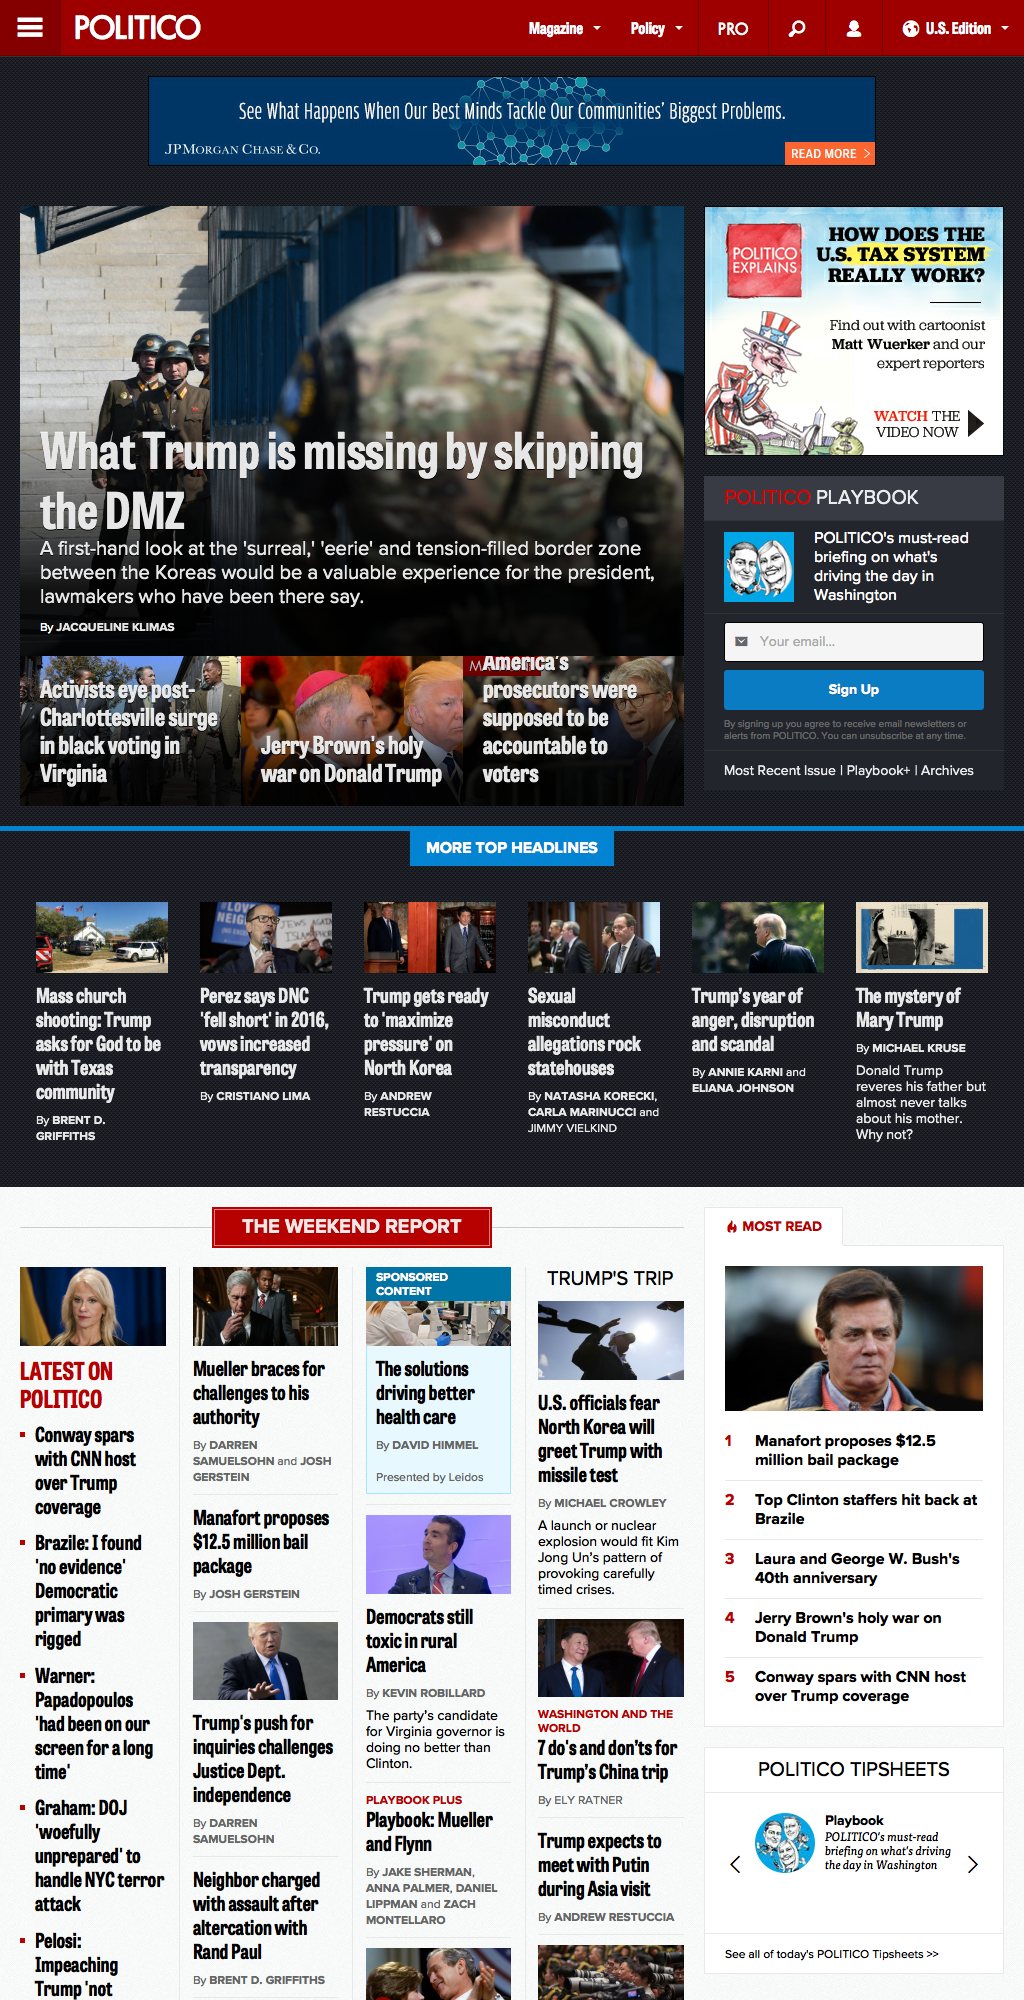 POLITICO
Magazine
Policy
PRO
U.S. Edition
See What Happens When Our Best Minds Tackle Our Communities' Biggest Problems.
JPMORGAN CHASE & CO.
READ MORE >
What Trump is missing by skipping
the DMZ
A first-hand look at the 'surreal,' 'eerie' and tension-filled border zone
between the Koreas would be a valuable experience for the president,
lawmakers who have been there say.
By JACQUELINE KLIMAS
Activists eye post-
Charlottesville surge
in black voting in
Virginia
Jerry Brown's holy
war on Donald Trump
America's
prosecutors were
supposed to be
accountable to
voters
POLITICO
EXPLAINS
HOW DOES THE
U.S. TAX SYSTEM
REALLY WORK?
Find out with cartoonist
Matt Wuerker and our
expert reporters
WATCH THE
VIDEO NOW
POLITICO PLAYBOOK
POLITICO's must-read
briefing on what's
driving the day in
Washington
Your email...
Sign Up
By signing up you agree to receive email newsletters or
alerts from POLITICO. You can unsubscribe at any time.
Most Recent Issue | Playbook+ | Archives
MORE TOP HEADLINES
Mass church
shooting: Trump
asks for God to be
with Texas
community
By BRENT D.
GRIFFITHS
Perez says DNC
'fell short' in 2016,
vows increased
transparency
By CRISTIANO LIMA
Trump gets ready
to 'maximize
pressure' on
North Korea
By ANDREW
RESTUCCIA
Sexual
misconduct
allegations rock
statehouses
By NATASHA KORECKI,
CARLA MARINUCCI and
JIMMY VIELKIND
Trump's year of
anger, disruption
and scandal
By ANNIE KARNI and
ELIANA JOHNSON
The mystery of
Mary Trump
By MICHAEL KRUSE
Donald Trump
reveres his father but
almost never talks
about his mother.
Why not?
THE WEEKEND REPORT
LATEST ON
POLITICO
Conway spars
with CNN host
over Trump
coverage
Brazile: I found
'no evidence'
Democratic
primary was
rigged
Warner:
Papadopoulos
'had been on our
screen for a long
time'
Graham: DOJ
'woefully
unprepared' to
handle NYC terror
attack
Pelosi:
Impeaching
Trump 'not
Mueller braces for
challenges to his
authority
By DARREN
SAMUELSOHN and JOSH
GERSTEIN
Manafort proposes
$12.5 million bail
package
By JOSH GERSTEIN
Trump's push for
inquiries challenges
Justice Dept.
independence
By DARREN
SAMUELSOHN
Neighbor charged
with assault after
altercation with
Rand Paul
By BRENT D. GRIFFITHS
SPONSORED
CONTENT
The solutions
driving better
health care
By DAVID HIMMEL
Presented by Leidos
Democrats still
toxic in rural
America
By KEVIN ROBILLARD
The party's candidate
for Virginia governor is
doing no better than
Clinton.
PLAYBOOK PLUS
Playbook: Mueller
and Flynn
By JAKE SHERMAN,
ANNA PALMER, DANIEL
LIPPMAN and ZACH
MONTELLARO
TRUMP'S TRIP
U.S. officials fear
North Korea will
greet Trump with
missile test
By MICHAEL CROWLEY
A launch or nuclear
explosion would fit Kim
Jong Un's pattern of
provoking carefully
timed crises.
WASHINGTON AND THE
WORLD
7 do's and don'ts for
Trump's China trip
By ELY RATNER
Trump expects to
meet with Putin
during Asia visit
By ANDREW RESTUCCIA
MOST READ
1 Manafort proposes $12.5
million bail package
2 Top Clinton staffers hit back at
Brazile
3 Laura and George W. Bush's
40th anniversary
4 Jerry Brown's holy war on
Donald Trump
5 Conway spars with CNN host
over Trump coverage
POLITICO TIPSHEETS
Playbook
POLITICO's must-read
briefing on what's driving
the day in Washington
See all of today's POLITICO Tipsheets >>